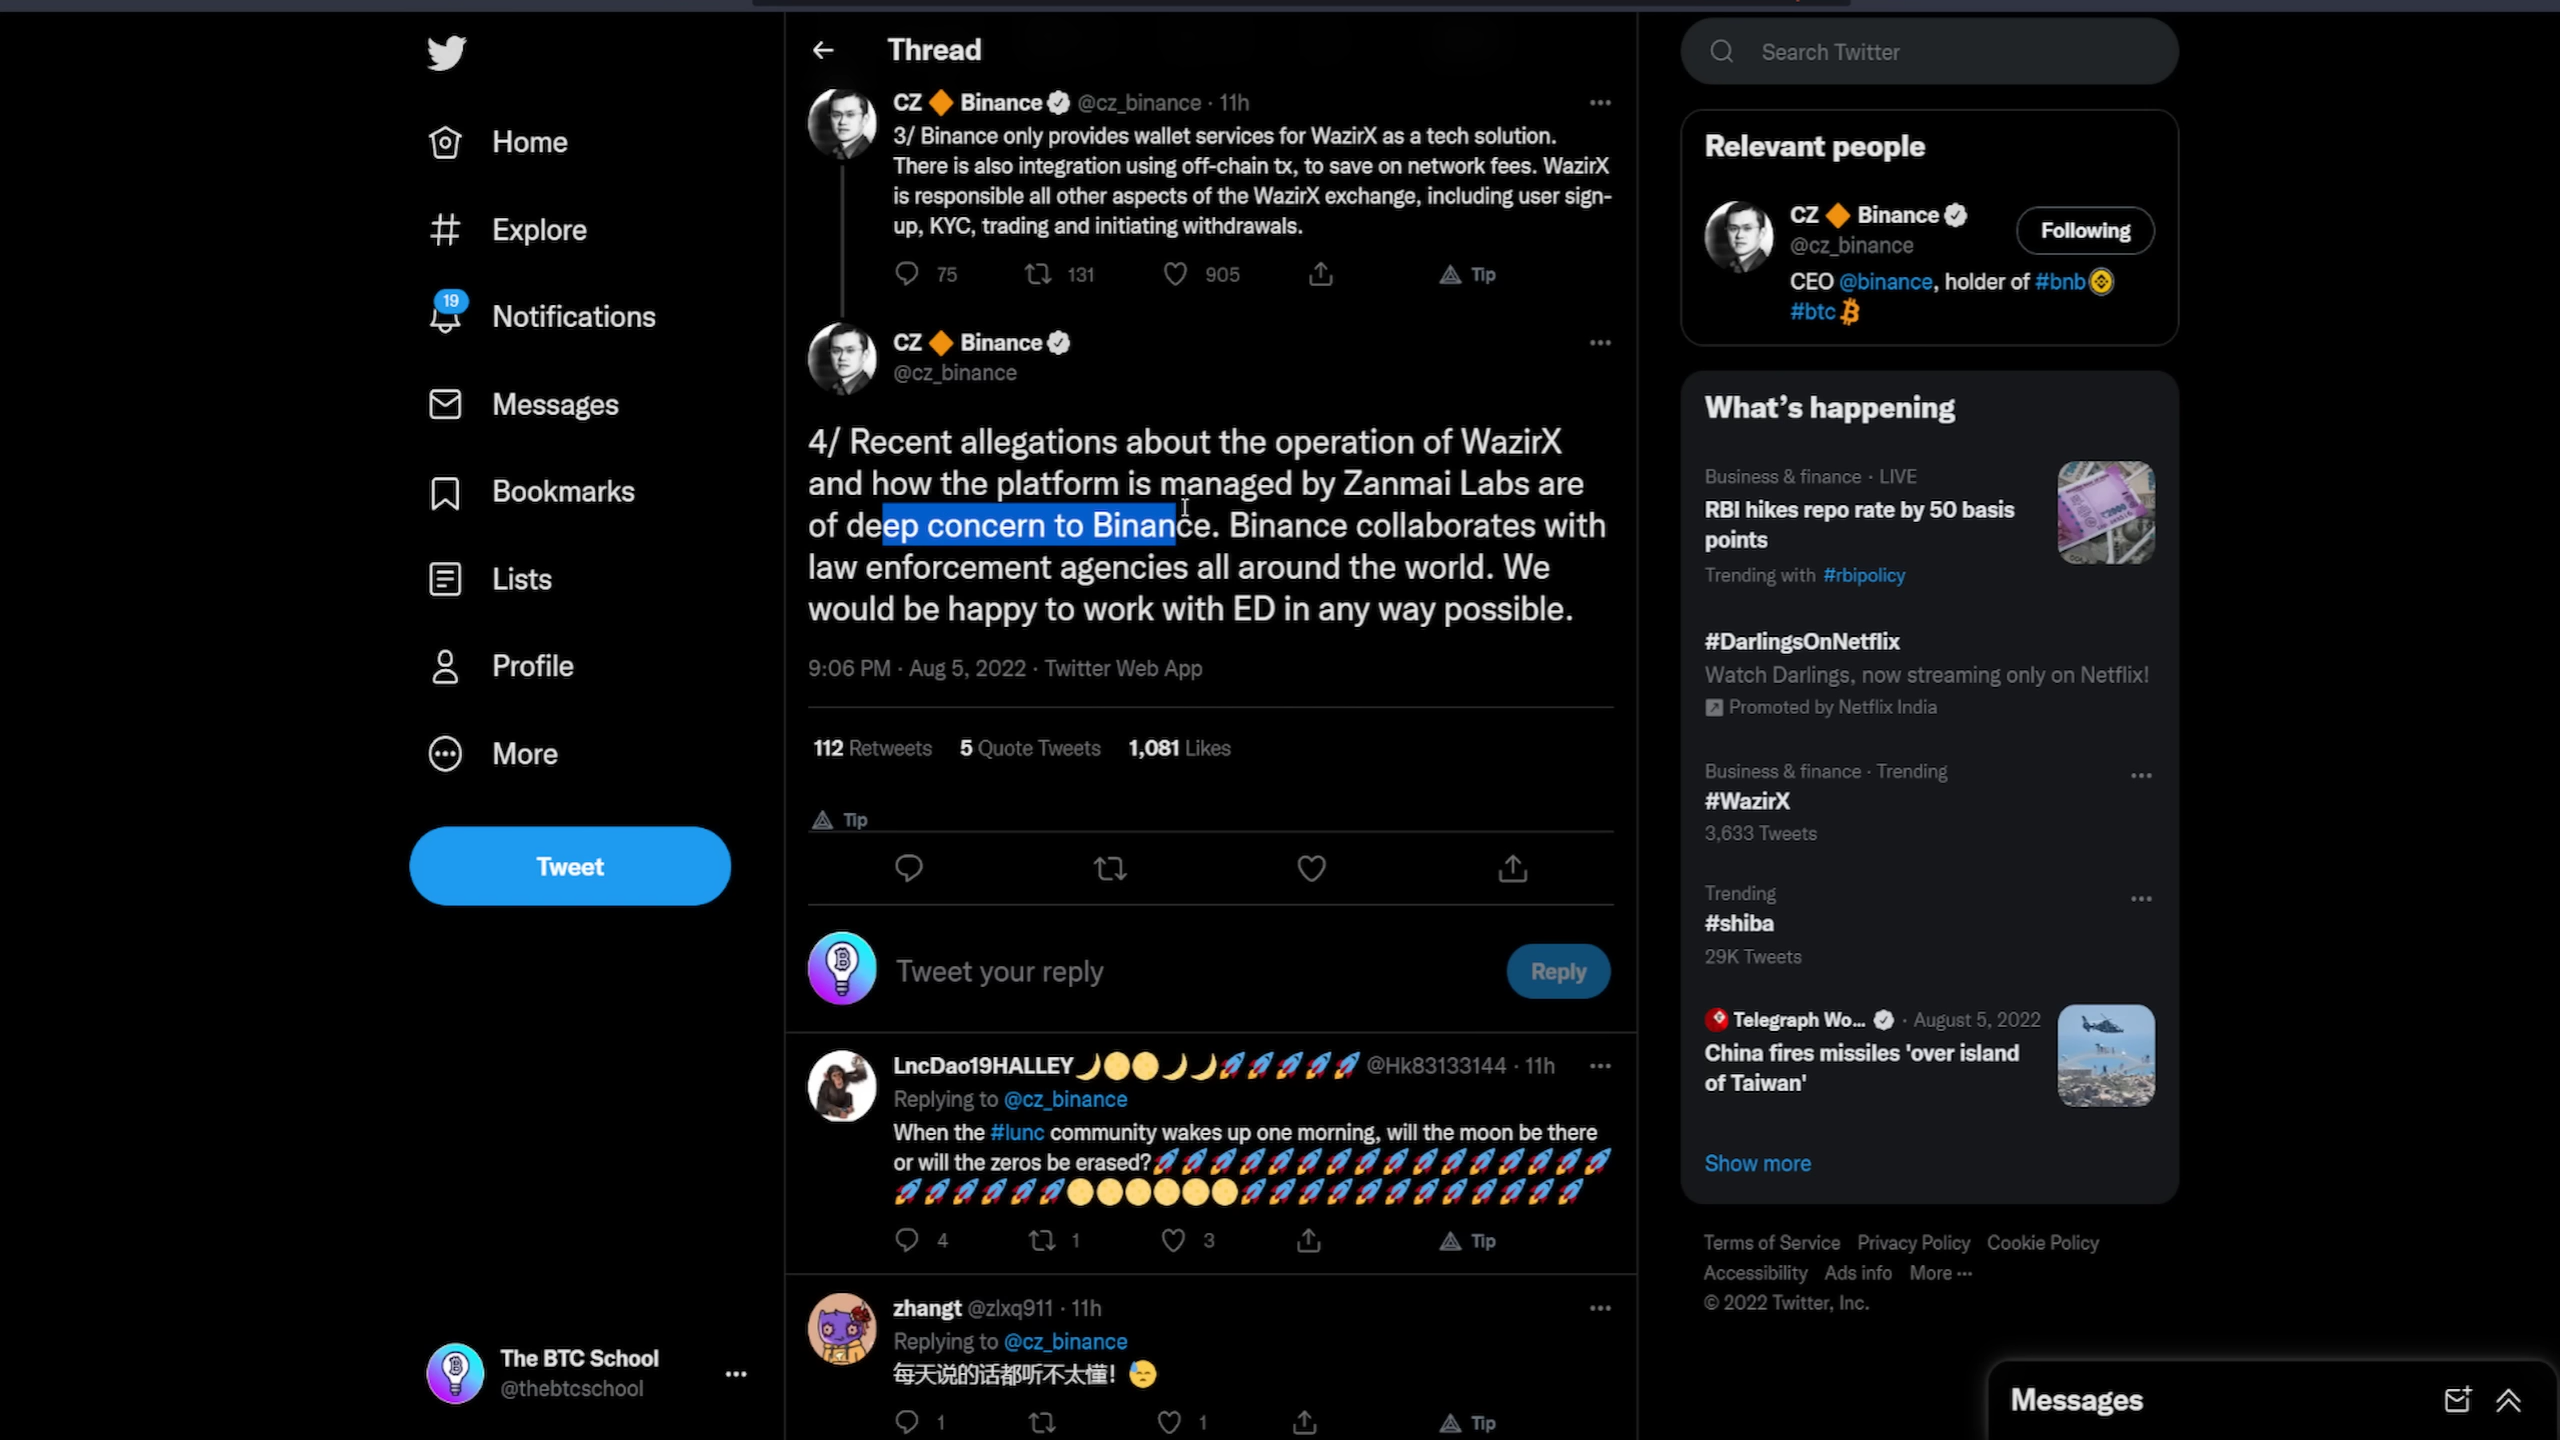 Home
Explore
19
Notifications
Messages
Bookmarks
Lists
Profile
More
Tweet
The BTC School
@thebtcschool
Thread
CZ 🔶 Binance @cz_binance · 11h
3/ Binance only provides wallet services for WazirX as a tech solution.
There is also integration using off-chain tx, to save on network fees. WazirX
is responsible all other aspects of the WazirX exchange, including user sign-
up, KYC, trading and initiating withdrawals.
75 131 905 Tip
CZ 🔶 Binance
@cz_binance
4/ Recent allegations about the operation of WazirX
and how the platform is managed by Zanmai Labs are
of deep concern to Binance. Binance collaborates with
law enforcement agencies all around the world. We
would be happy to work with ED in any way possible.
9:06 PM · Aug 5, 2022 · Twitter Web App
112 Retweets 5 Quote Tweets 1,081 Likes
Tip
Tweet your reply
Reply
LncDao19HALLEY🌙🌕🌕🌙🌙🚀🚀🚀🚀🚀 @Hk83133144 · 11h
Replying to @cz_binance
When the #lunc community wakes up one morning, will the moon be there
or will the zeros be erased?🚀🚀🚀🚀🚀🚀🚀🚀🚀🚀🚀🚀🚀🚀🚀🚀
🚀🚀🚀🚀🚀🚀🌕🌕🌕🌕🌕🌕🚀🚀🚀🚀🚀🚀🚀🚀🚀🚀🚀🚀
4 1 3 Tip
zhangt @zlxq911 · 11h
Replying to @cz_binance
每天说的话都听不太懂! 😓
1 1 Tip
Search Twitter
Relevant people
CZ 🔶 Binance
@cz_binance
Following
CEO @binance, holder of #bnb
#btc
What's happening
Business & finance · LIVE
RBI hikes repo rate by 50 basis
points
Trending with #rbipolicy
#DarlingsOnNetflix
Watch Darlings, now streaming only on Netflix!
Promoted by Netflix India
Business & finance · Trending
#WazirX
3,633 Tweets
Trending
#shiba
29K Tweets
Telegraph Wo... · August 5, 2022
China fires missiles 'over island
of Taiwan'
Show more
Terms of Service Privacy Policy Cookie Policy
Accessibility Ads info More ···
© 2022 Twitter, Inc.
Messages